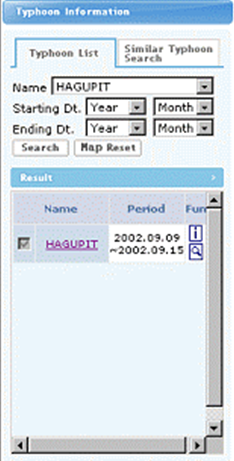 Typhoon Information
Typhoon List
Similar Typhoon
Search
Name HAGUPIT
Starting Dt. Year Month
Ending Dt. Year Month
Search Map Reset
Result
Name Period Fun
HAGUPIT 2002.09.09
~2002.09.15